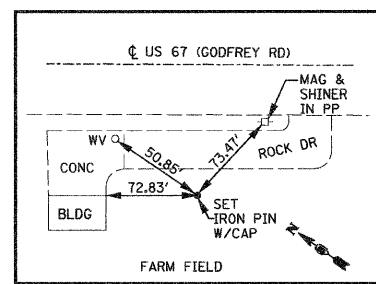 ℄ US 67 (GODFREY RD)
MAG &
SHINER
IN PP
WV
50.85'
73.47'
ROCK DR
CONC
72.83'
BLDG
SET
IRON PIN
W/CAP
N
FARM FIELD